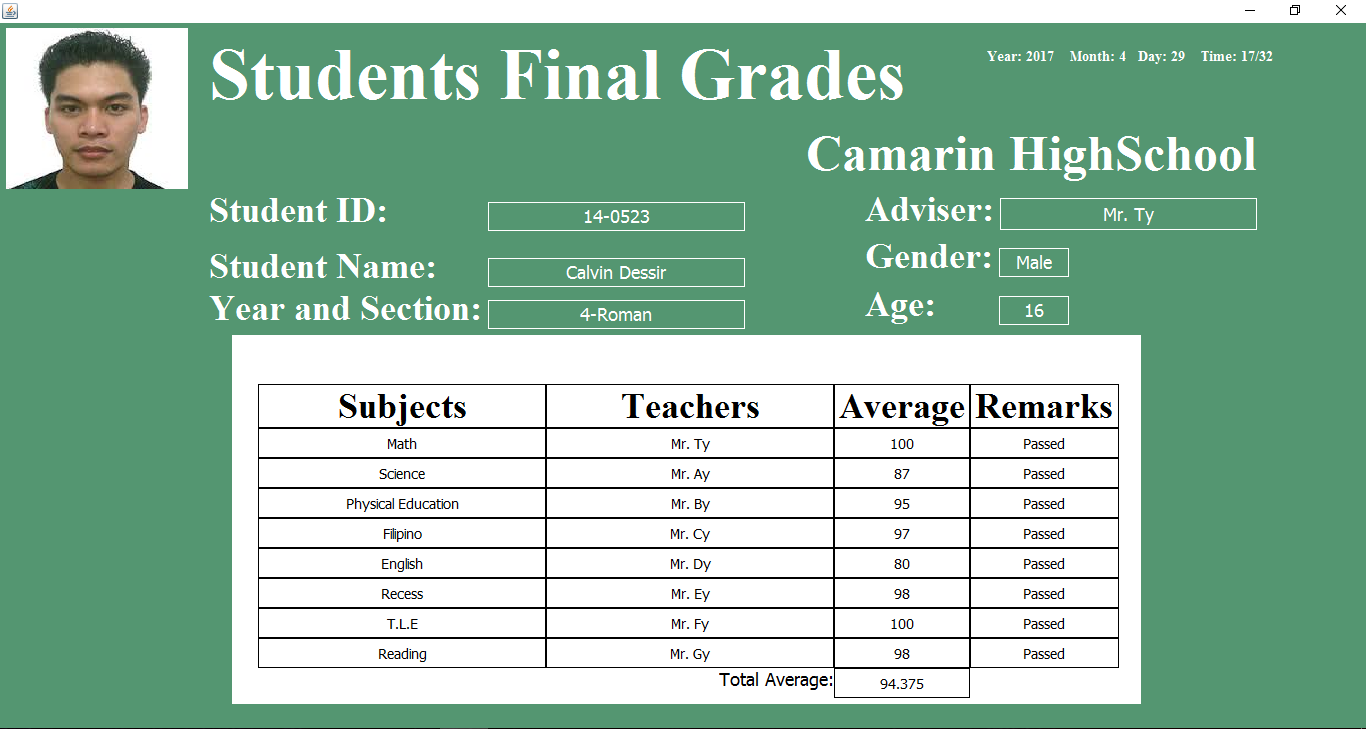 Students Final Grades
Year: 2017 Month: 4 Day: 29 Time: 17/32
Camarin HighSchool
Student ID: 14-0523 Adviser: Mr. Ty
Student Name: Calvin Dessir Gender: Male
Year and Section: 4-Roman Age: 16
Subjects Teachers Average Remarks
Math Mr. Ty 100 Passed
Science Mr. Ay 87 Passed
Physical Education Mr. By 95 Passed
Filipino Mr. Cy 97 Passed
English Mr. Dy 80 Passed
Recess Mr. Ey 98 Passed
T.L.E Mr. Fy 100 Passed
Reading Mr. Gy 98 Passed
Total Average: 94.375